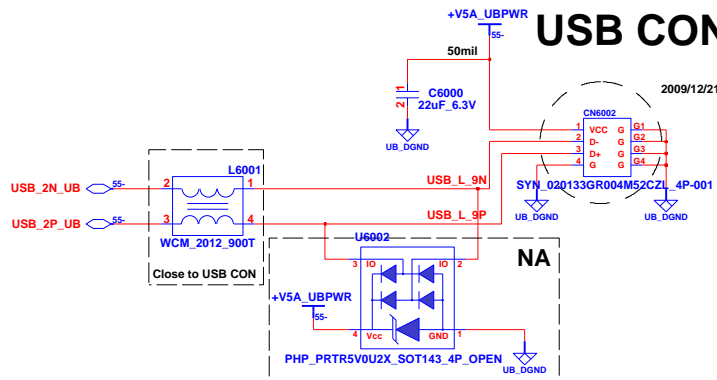 +V5A_UBPWR
55-
USB CON
50mil
1
2
C6000
22uF_6.3V
UB_DGND
2009/12/21
CN6002
1 VCC G G1
2 D- G G2
3 D+ G G3
4 G G G4
SYN_020133GR004M52CZL_4P-001
UB_DGND
UB_DGND
L6001
USB_2N_UB 55- 2 1 USB_L_9N
USB_2P_UB 55- 3 4 USB_L_9P
WCM_2012_900T
Close to USB CON
U6002
NA
3 IO IO 2
+V5A_UBPWR
55-
4 Vcc GND 1
PHP_PRTR5V0U2X_SOT143_4P_OPEN
UB_DGND